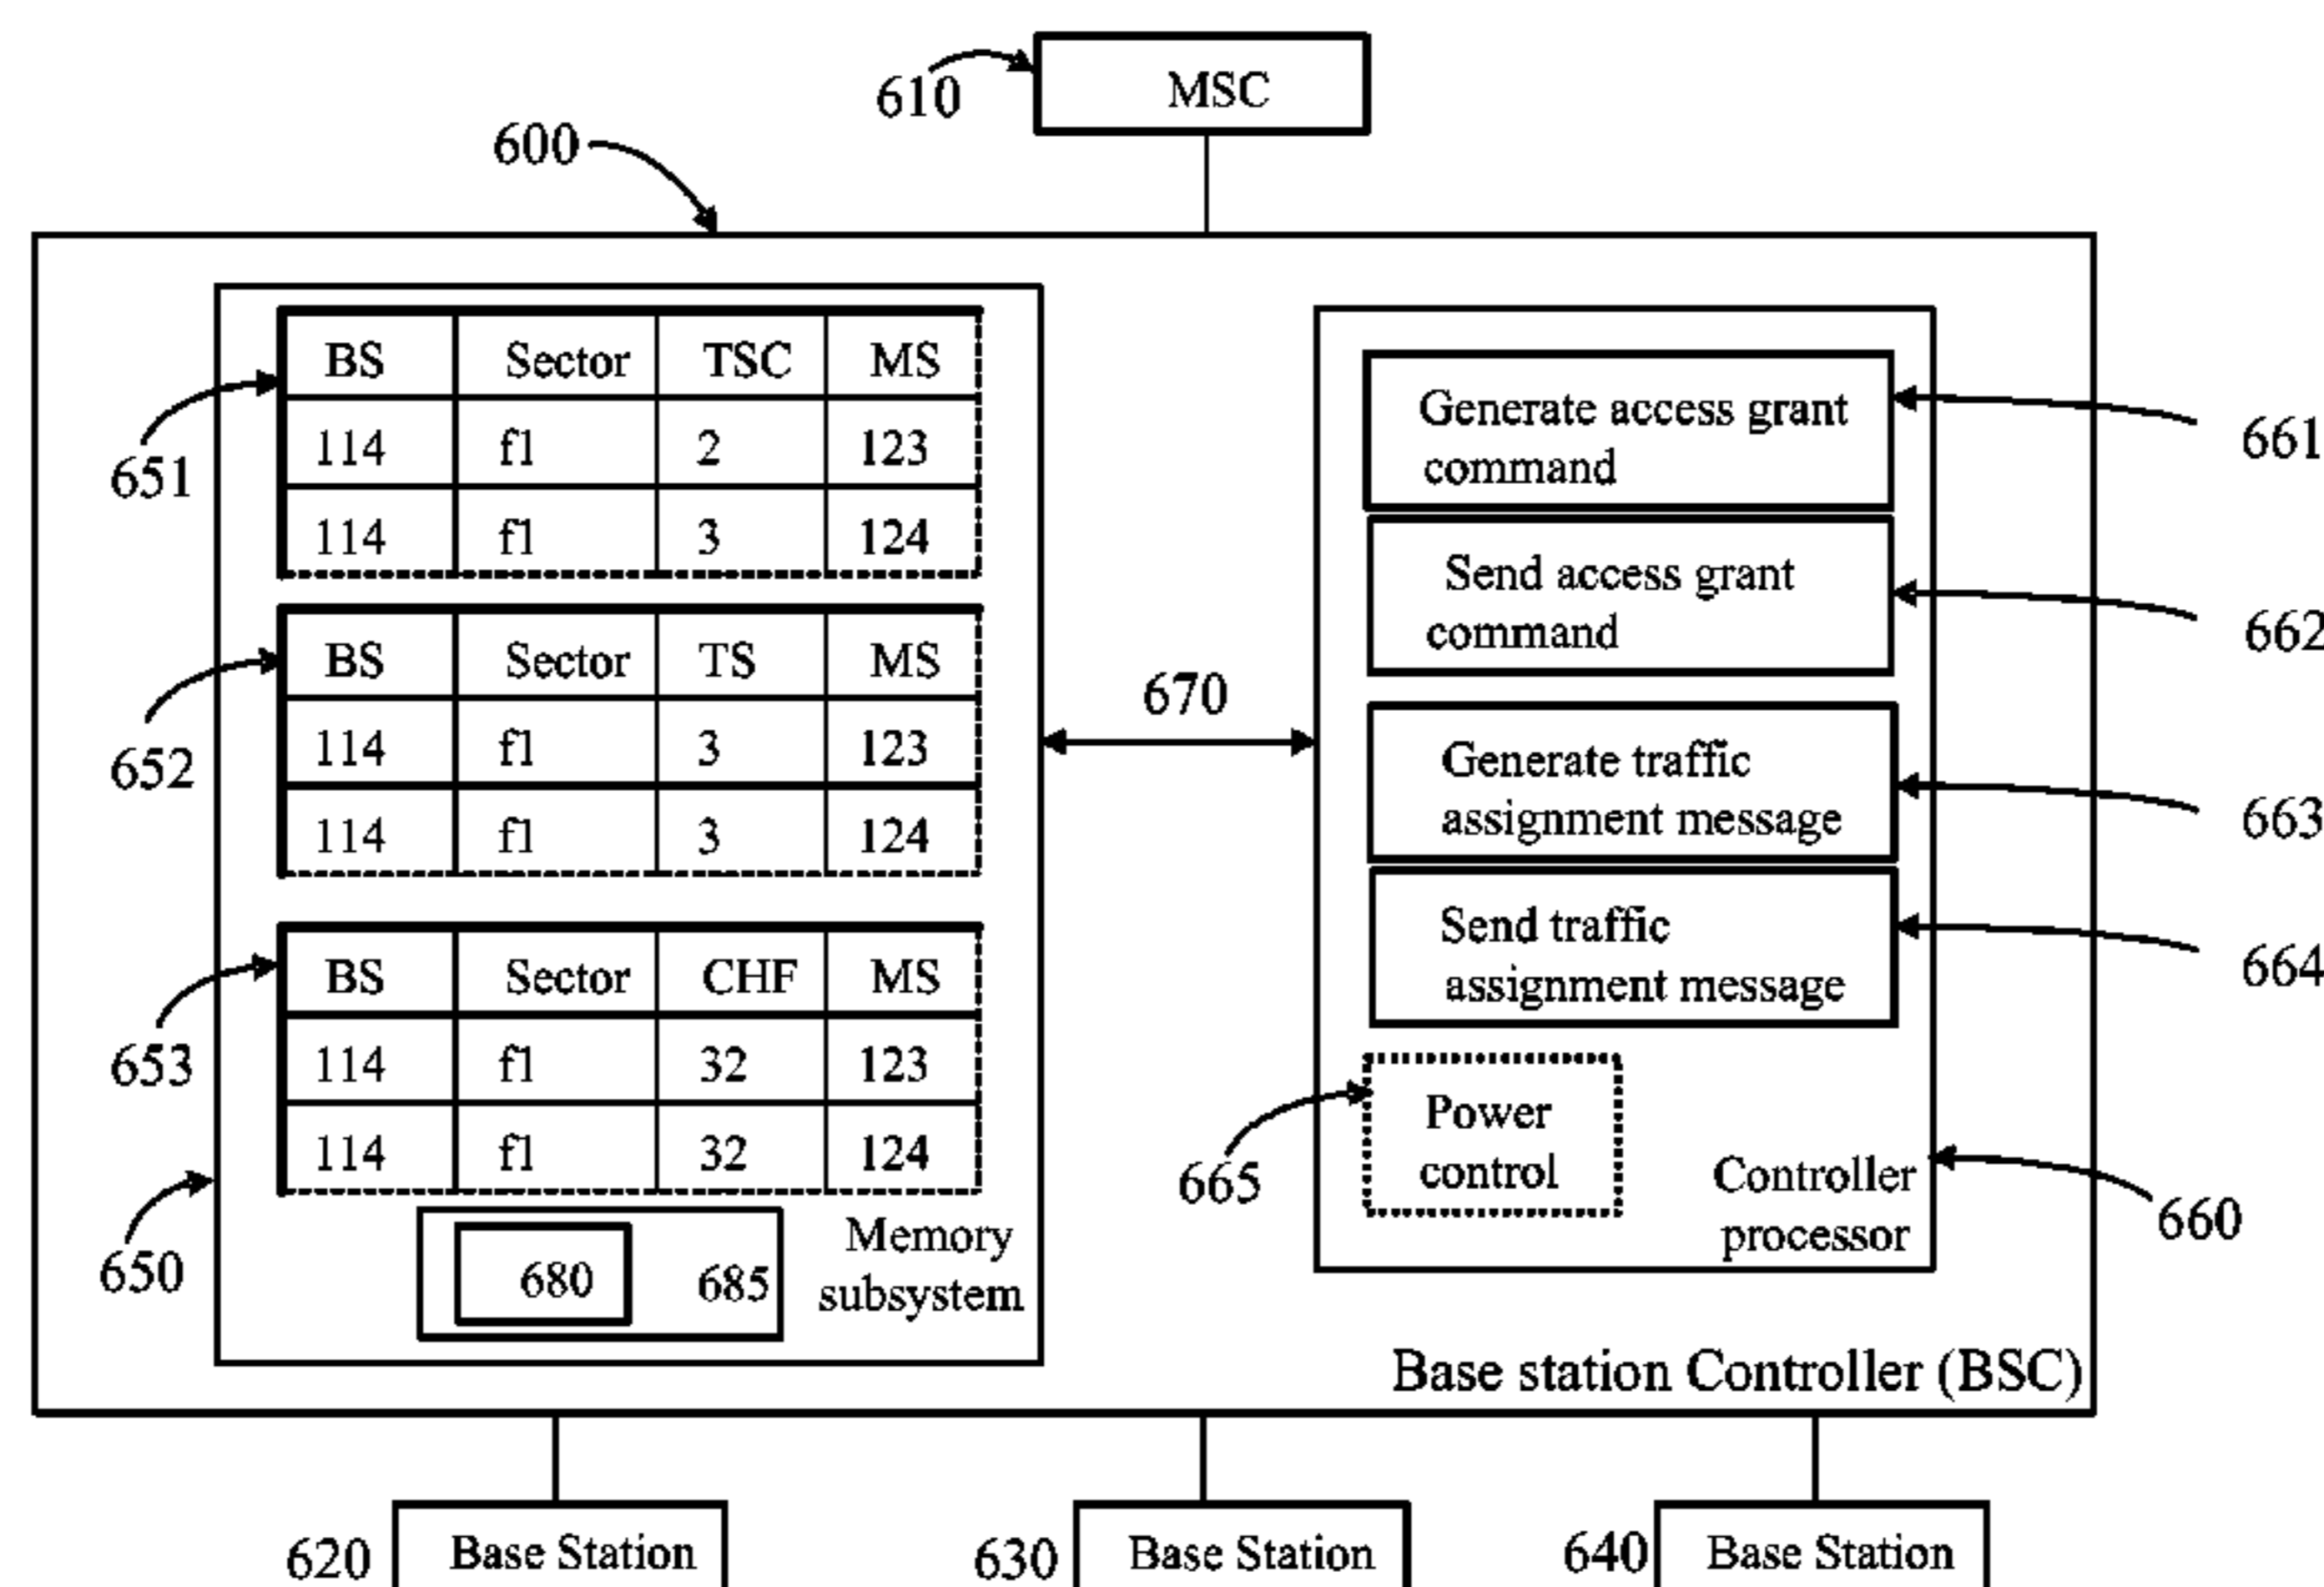 610
MSC
600
BS Sector TSC MS
114 f1 2 123
114 f1 3 124
651
BS Sector TS MS
114 f1 3 123
114 f1 3 124
652
BS Sector CHF MS
114 f1 32 123
114 f1 32 124
653
650
680
685
Memory
subsystem
670
Generate access grant
command
661
Send access grant
command
662
Generate traffic
assignment message
663
Send traffic
assignment message
664
Power
control
665
Controller
processor
660
Base station Controller (BSC)
620
Base Station
630
Base Station
640
Base Station